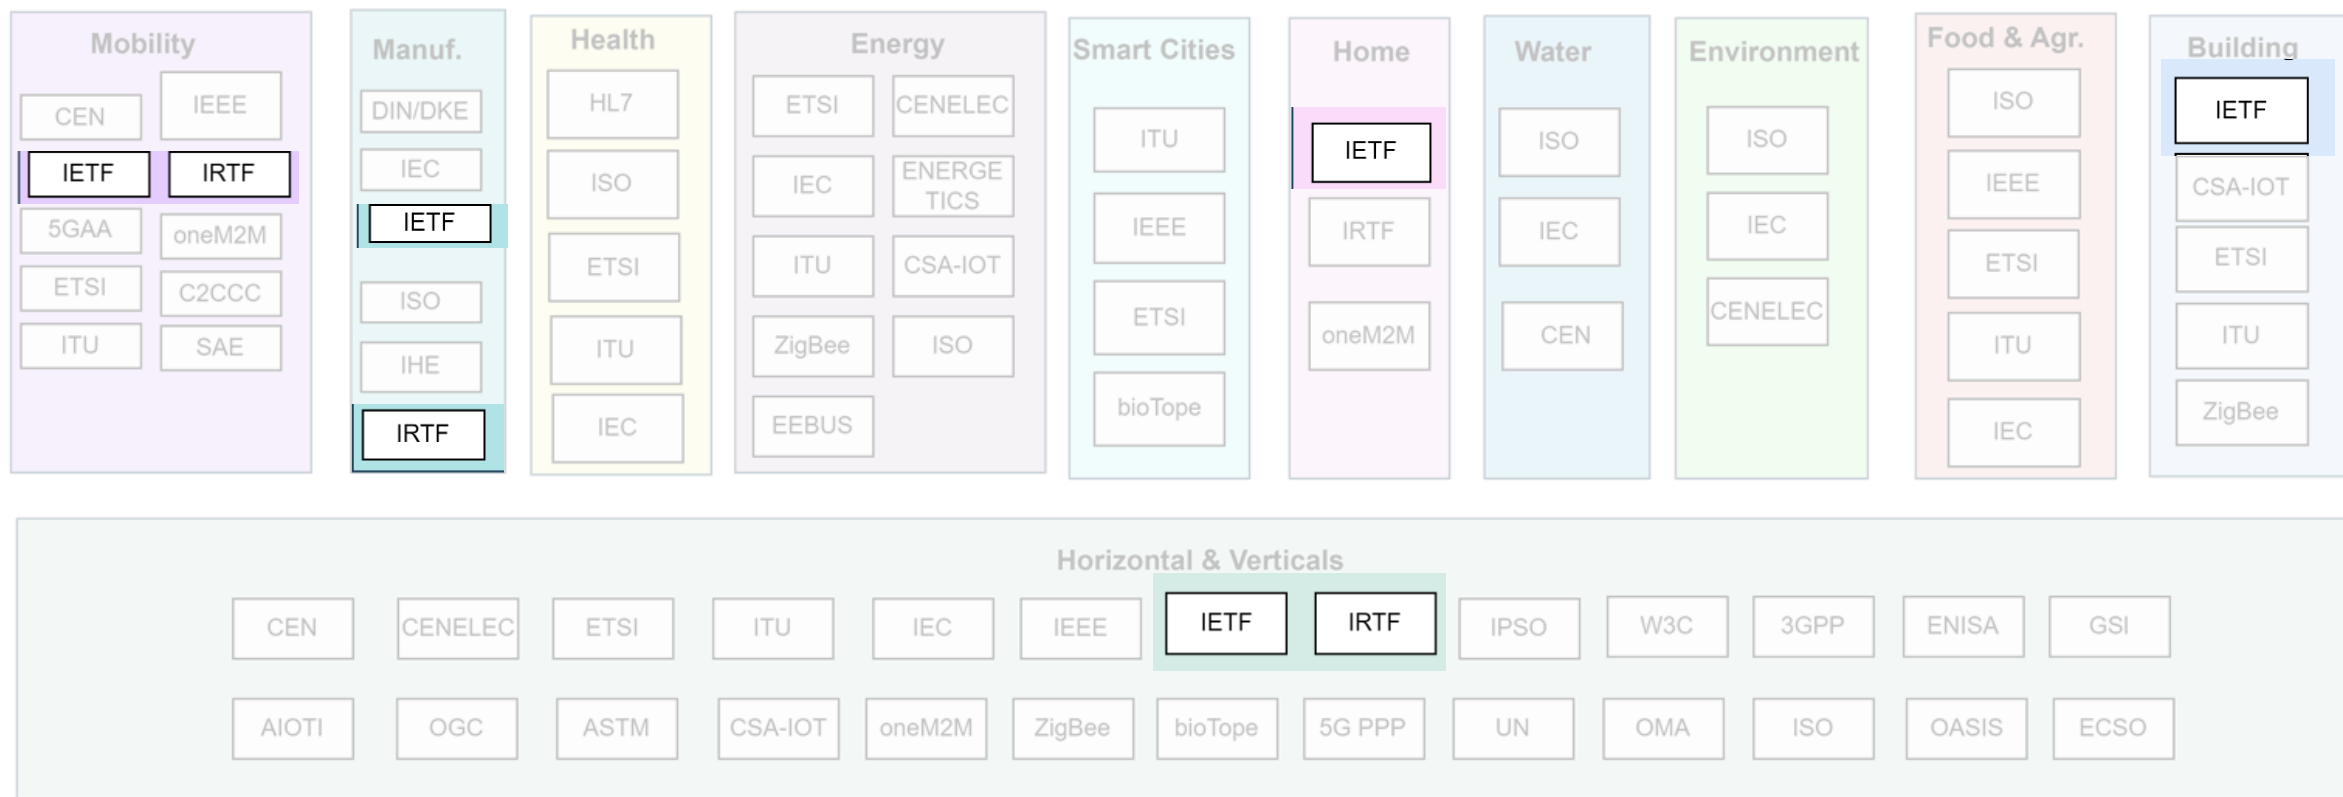 Mobility
CEN
IEEE
IETF
IRTF
5GAA
oneM2M
ETSI
C2CCC
ITU
SAE
Manuf.
DIN/DKE
IEC
IETF
ISO
IHE
IRTF
Health
HL7
ISO
ETSI
ITU
IEC
Energy
ETSI
CENELEC
IEC
ENERGE
TICS
ITU
CSA-IOT
ZigBee
ISO
EEBUS
Smart Cities
ITU
IEEE
ETSI
bioTope
Home
IETF
IRTF
oneM2M
Water
ISO
IEC
CEN
Environment
ISO
IEC
CENELEC
Food & Agr.
ISO
IEEE
ETSI
ITU
IEC
Building
IETF
CSA-IOT
ETSI
ITU
ZigBee
Horizontal & Verticals
CEN
CENELEC
ETSI
ITU
IEC
IEEE
IETF
IRTF
IPSO
W3C
3GPP
ENISA
GSI
AIOTI
OGC
ASTM
CSA-IOT
oneM2M
ZigBee
bioTope
5G PPP
UN
OMA
ISO
OASIS
ECSO